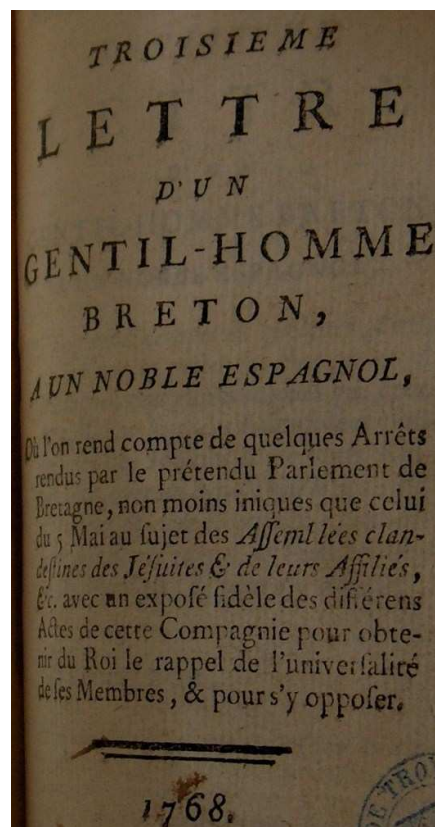 TROISIEME
LETTRE
D'UN
GENTIL-HOMME
BRETON,
A UN NOBLE ESPAGNOL,
Où l'on rend compte de quelques Arrêts
rendus par le prétendu Parlement de
Bretagne, non moins iniques que celui
du 5 Mai au ſujet des Aſſemllées clan-
deſtines des Jéſuites & de leurs Affiliés,
&c. avec un expoſé fidèle des différens
Actes de cette Compagnie pour obte-
nir du Roi le rappel de l'univerſalité
de ſes Membres, & pour s'y oppoſer.
1768.
DE TRO